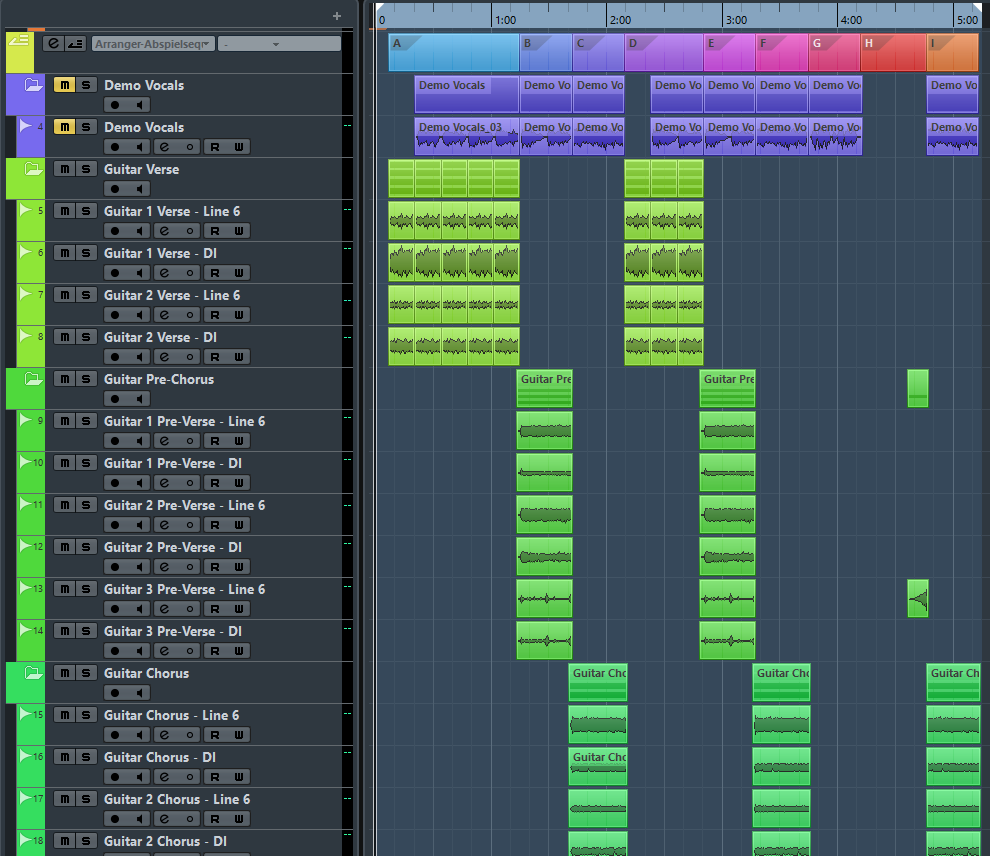 0 1:00 2:00 3:00 4:00 5:00
Arranger-Abspielseq -
A B C D E F G H I
m S Demo Vocals
Demo Vocals Demo Vo Demo Vo Demo Vo Demo Vo Demo Vo Demo Vo Demo Vo
4 m S Demo Vocals
R W
Demo Vocals_03 Demo Vo Demo Vo Demo Vo Demo Vo Demo Vo Demo Vo Demo Vo
m S Guitar Verse
5 m S Guitar 1 Verse - Line 6
R W
6 m S Guitar 1 Verse - DI
R W
7 m S Guitar 2 Verse - Line 6
R W
8 m S Guitar 2 Verse - DI
R W
m S Guitar Pre-Chorus
Guitar Pre Guitar Pre
9 m S Guitar 1 Pre-Verse - Line 6
R W
10 m S Guitar 1 Pre-Verse - DI
R W
11 m S Guitar 2 Pre-Verse - Line 6
R W
12 m S Guitar 2 Pre-Verse - DI
R W
13 m S Guitar 3 Pre-Verse - Line 6
R W
14 m S Guitar 3 Pre-Verse - DI
R W
m S Guitar Chorus
Guitar Cho Guitar Cho Guitar Ch
15 m S Guitar Chorus - Line 6
R W
16 m S Guitar Chorus - DI
R W
Guitar Cho
17 m S Guitar 2 Chorus - Line 6
R W
18 m S Guitar 2 Chorus - DI